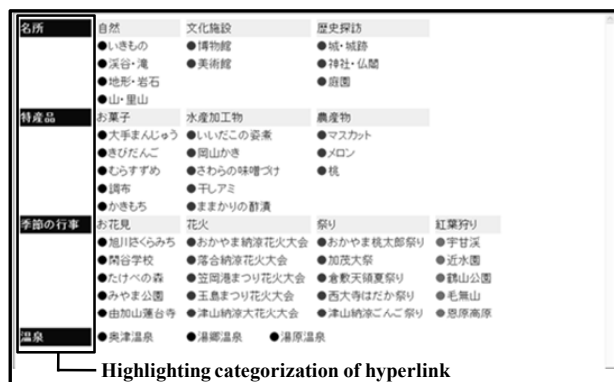 名所 自然 文化施設 歴史探訪
●いきもの ●博物館 ●城・城跡
●渓谷・滝 ●美術館 ●神社・仏閣
●地形・岩石 ●庭園
●山・里山
特産品 お菓子 水産加工物 農産物
●大手まんじゅう ●いいだこの姿煮 ●マスカット
●きびだんご ●岡山かき ●メロン
●むらすずめ ●さわらの味噌づけ ●桃
●調布 ●干しアミ
●かきもち ●ままかりの酢漬
季節の行事 お花見 花火 祭り 紅葉狩り
●旭川さくらみち ●おかやま納涼花火大会 ●おかやま桃太郎祭り ●宇甘渓
●閑谷学校 ●落合納涼花火大会 ●加茂大祭 ●近水園
●たけべの森 ●笠岡港まつり花火大会 ●倉敷天領夏祭り ●鶴山公園
●みやま公園 ●玉島まつり花火大会 ●西大寺はだか祭り ●毛無山
●由加山蓮台寺 ●津山納涼大花火大会 ●津山納涼ごんご祭り ●恩原高原
温泉 ●奥津温泉 ●湯郷温泉 ●湯原温泉
Highlighting categorization of hyperlink